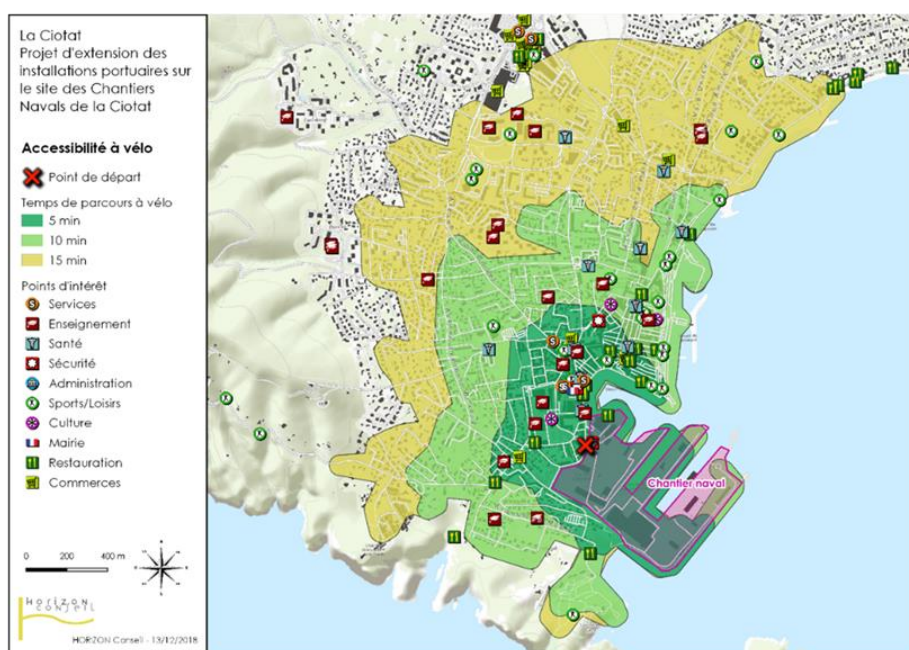 La Ciotat
Projet d'extension des
installations portuaires sur
le site des Chantiers
Navals de la Ciotat
Accessibilité à vélo
Point de départ
Temps de parcours à vélo
5 min
10 min
15 min
Points d'intérêt
Services
Enseignement
Santé
Sécurité
Administration
Sports/Loisirs
Culture
Mairie
Restauration
Commerces
0 200 400 m
HORIZON
CONSEIL
HORZON Conseil - 13/12/2018
Chantier naval